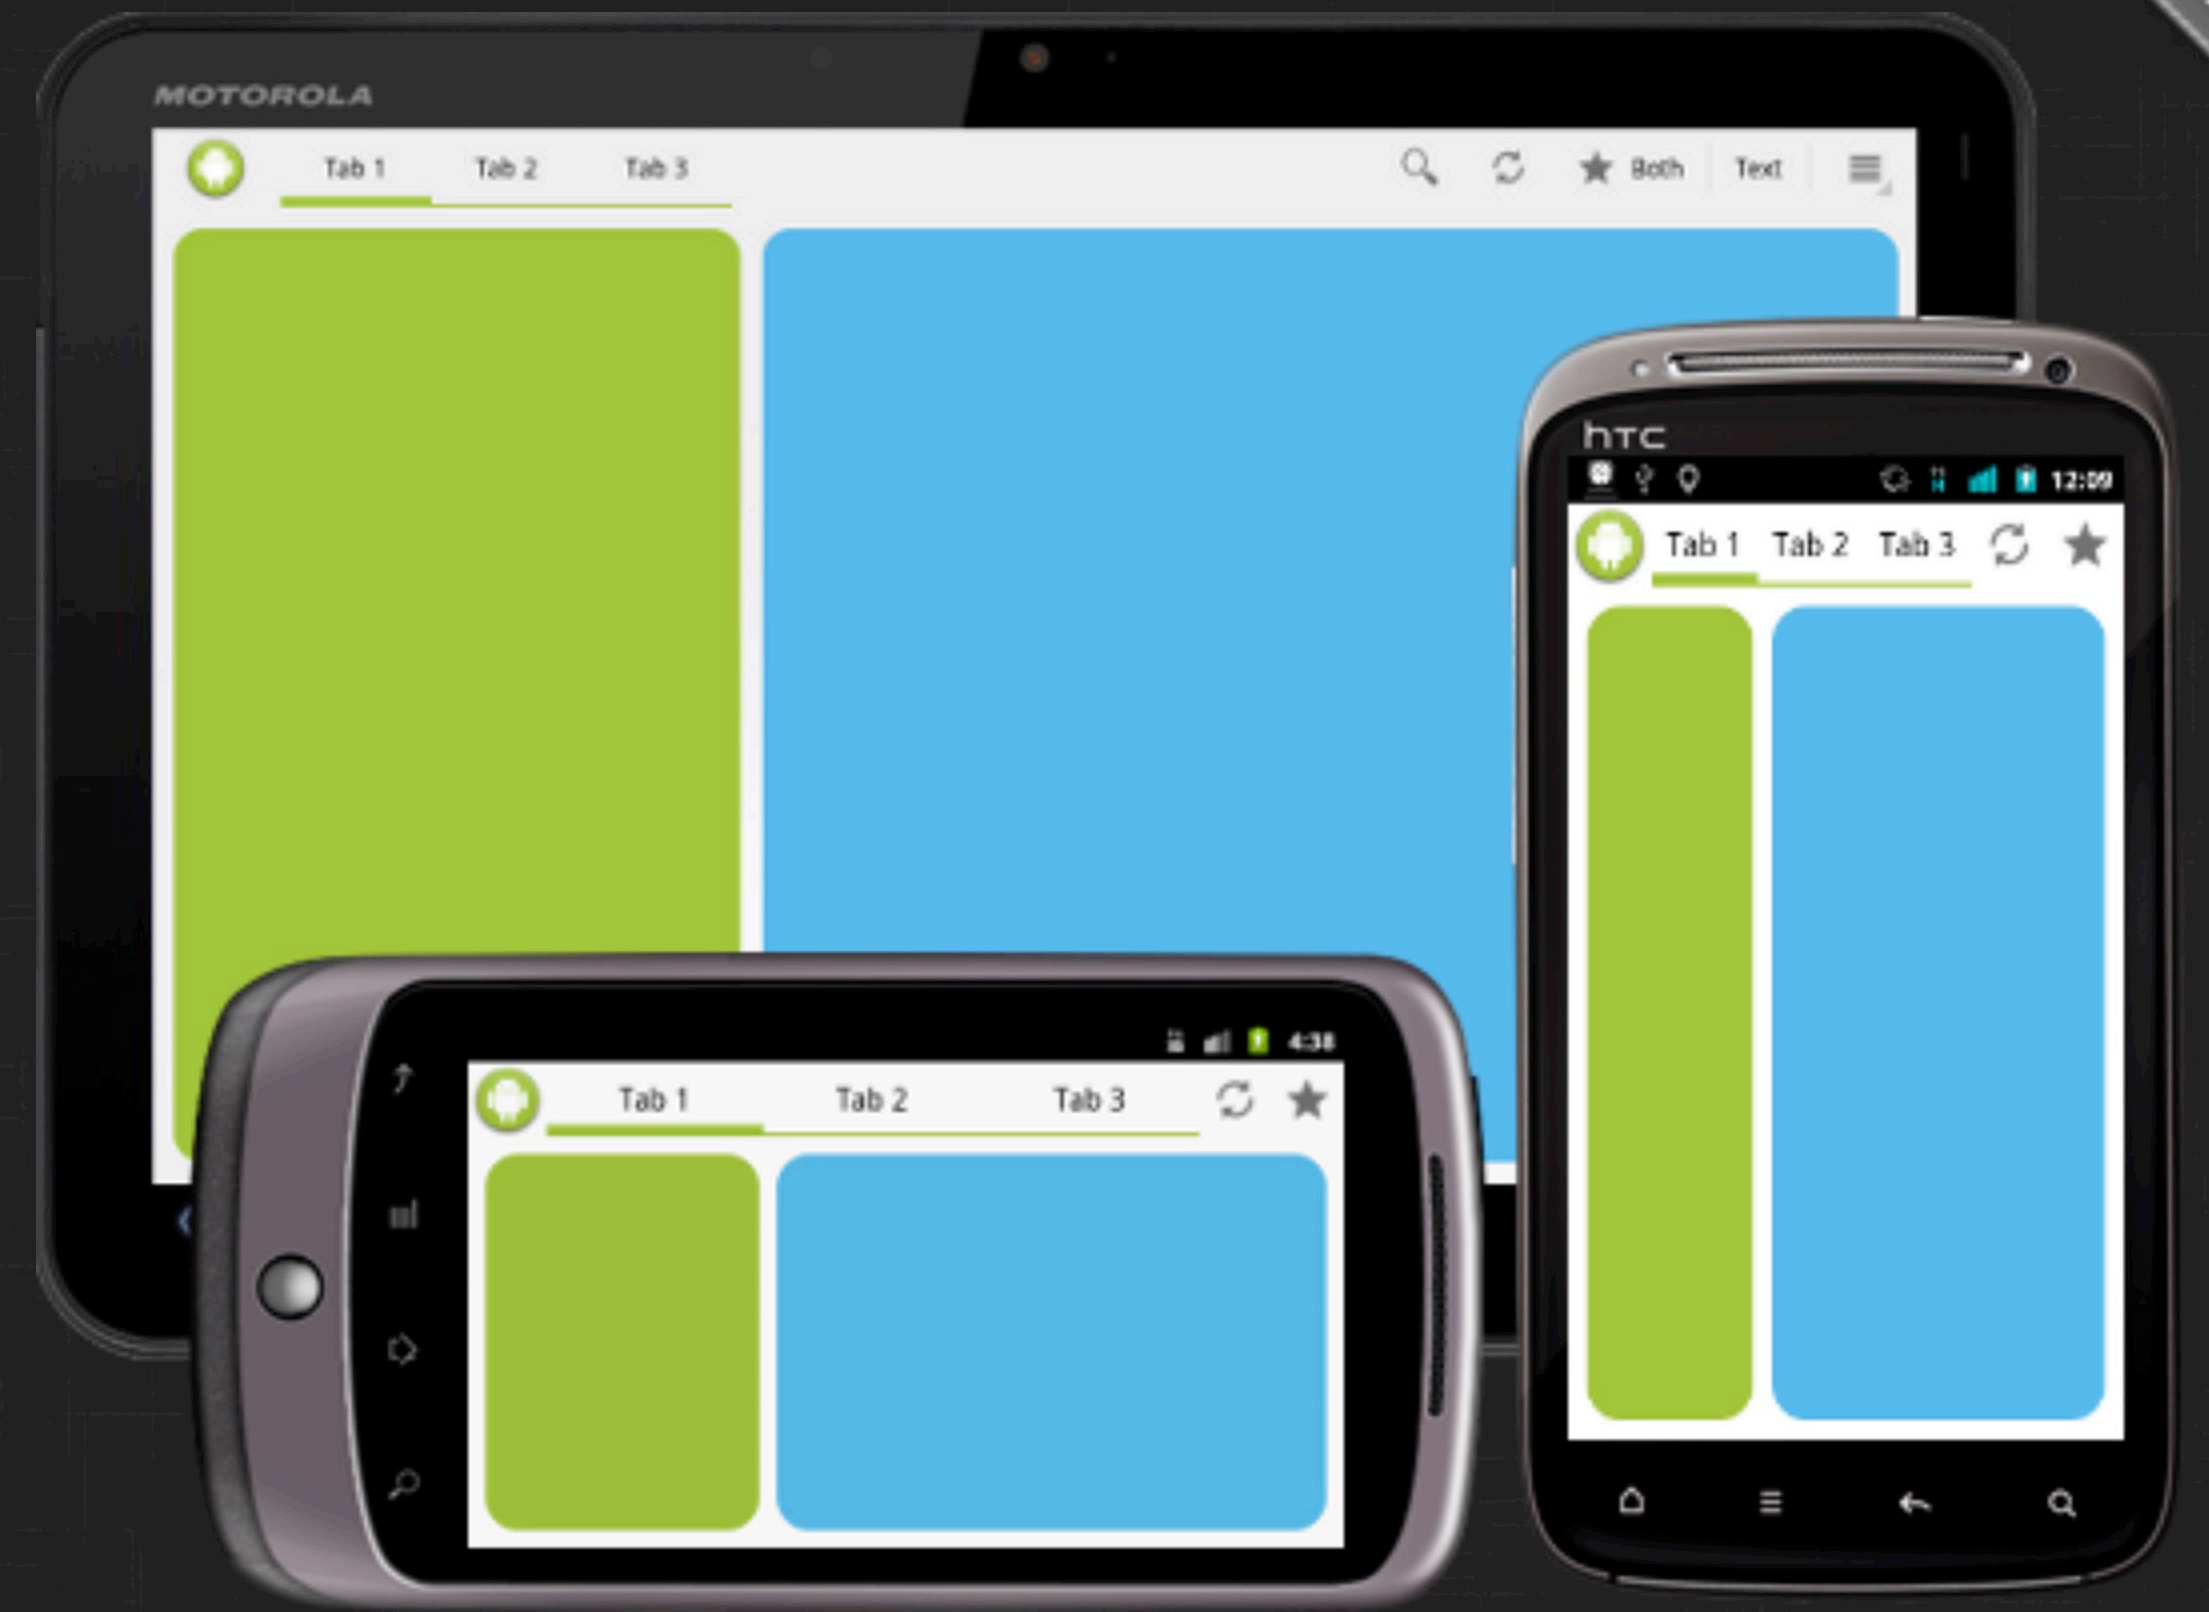 MOTOROLA
Tab 1 Tab 2 Tab 3 Both Text
hTC
12:09
Tab 1 Tab 2 Tab 3
4:38
Tab 1 Tab 2 Tab 3